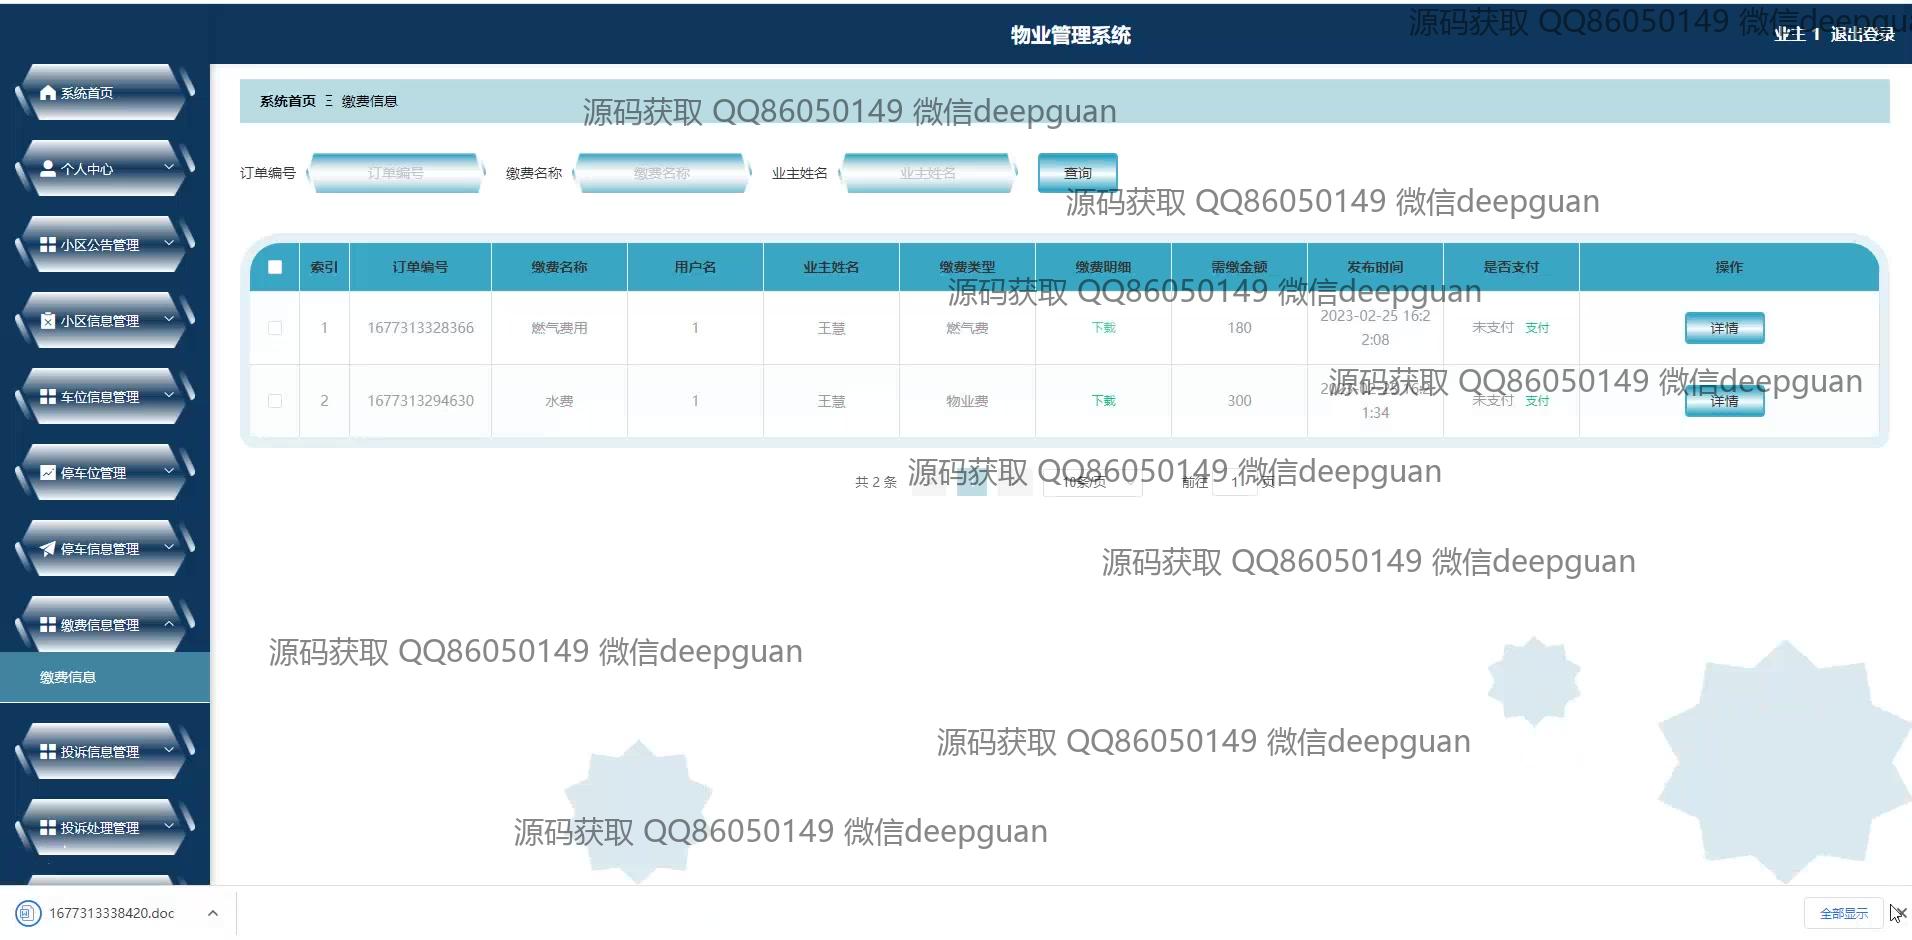 物业管理系统
源码获取 QQ86050149 微信deepgua
业主 1 退出登录
系统首页
个人中心
小区公告管理
小区信息管理
车位信息管理
停车位管理
停车信息管理
缴费信息管理
缴费信息
投诉信息管理
投诉处理管理
系统首页 Ξ 缴费信息
源码获取 QQ86050149 微信deepguan
订单编号 订单编号 缴费名称 缴费名称 业主姓名 业主姓名 查询
源码获取 QQ86050149 微信deepguan
索引 订单编号 缴费名称 用户名 业主姓名 缴费类型 缴费明细 需缴金额 发布时间 是否支付 操作
源码获取 QQ86050149 微信deepguan
1 1677313328366 燃气费用 1 王慧 燃气费 下载 180 2023-02-25 16:2 未支付 支付 详情
2:08
源码获取 QQ86050149 微信deepguan
2 1677313294630 水费 1 王慧 物业费 下载 300 未支付 支付 详情
1:34
源码获取 QQ86050149 微信deepguan
共 2 条 10条/页 前往 1 页
源码获取 QQ86050149 微信deepguan
源码获取 QQ86050149 微信deepguan
源码获取 QQ86050149 微信deepguan
源码获取 QQ86050149 微信deepguan
1677313338420.doc 全部显示